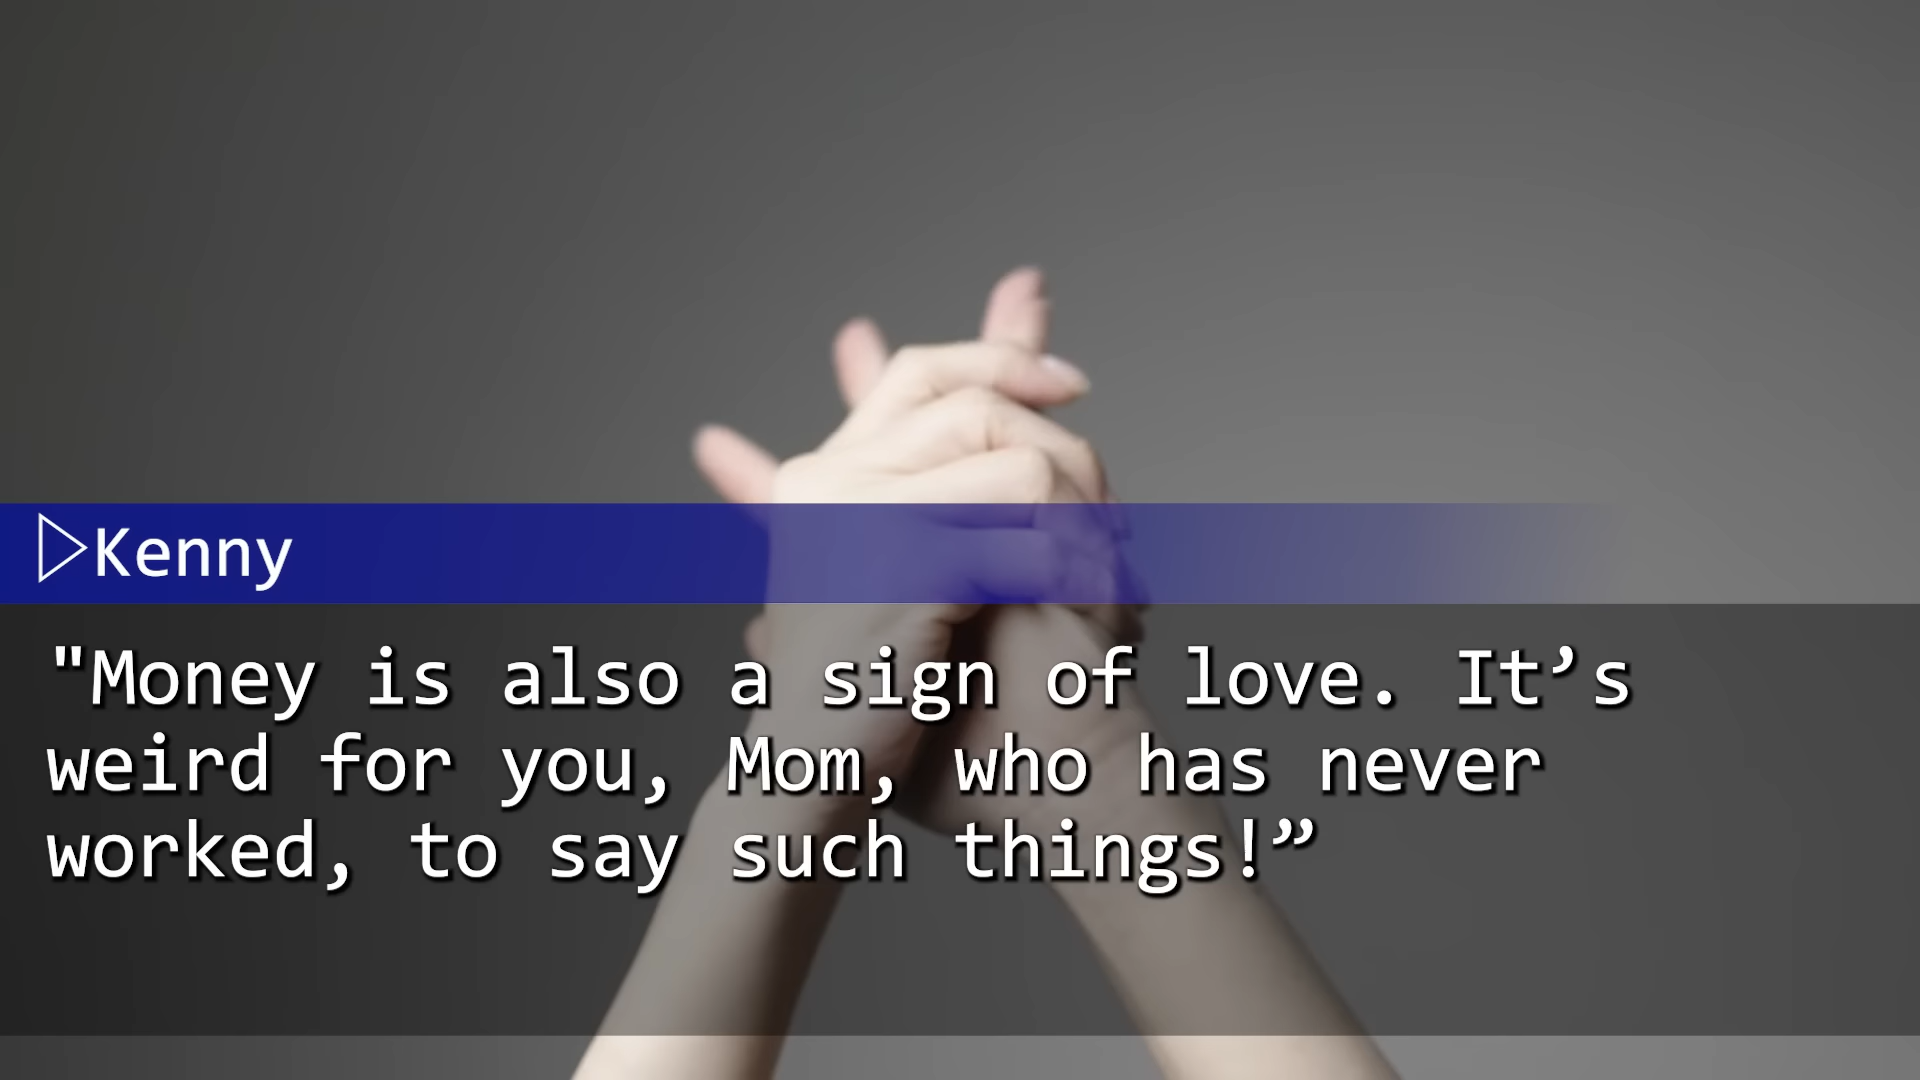 ▷Kenny
"Money is also a sign of love. It’s
weird for you, Mom, who has never
worked, to say such things!”